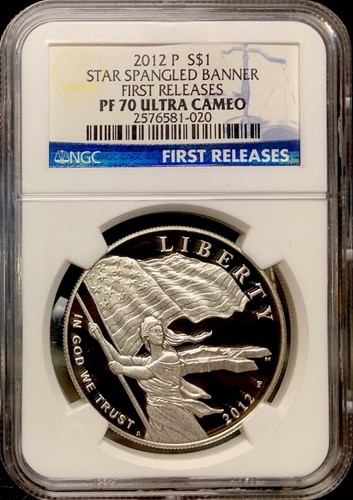 2012 P S$1
STAR SPANGLED BANNER
FIRST RELEASES
PF 70 ULTRA CAMEO
2576581-020
NGC FIRST RELEASES
LIBERTY
IN GOD WE TRUST
2012
P